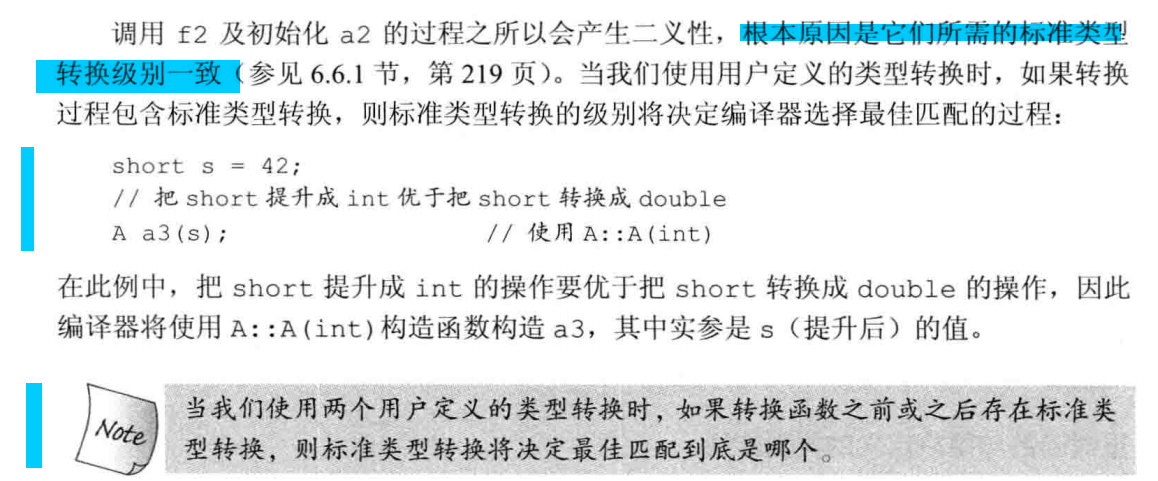 调用 f2 及初始化 a2 的过程之所以会产生二义性，根本原因是它们所需的标准类型
转换级别一致（参见 6.6.1 节，第 219 页）。当我们使用用户定义的类型转换时，如果转换
过程包含标准类型转换，则标准类型转换的级别将决定编译器选择最佳匹配的过程：
short s = 42;
// 把 short 提升成 int 优于把 short 转换成 double
A a3(s); // 使用 A::A(int)
在此例中，把 short 提升成 int 的操作要优于把 short 转换成 double 的操作，因此
编译器将使用 A::A(int)构造函数构造 a3，其中实参是 s（提升后）的值。
Note
当我们使用两个用户定义的类型转换时，如果转换函数之前或之后存在标准类
型转换，则标准类型转换将决定最佳匹配到底是哪个。